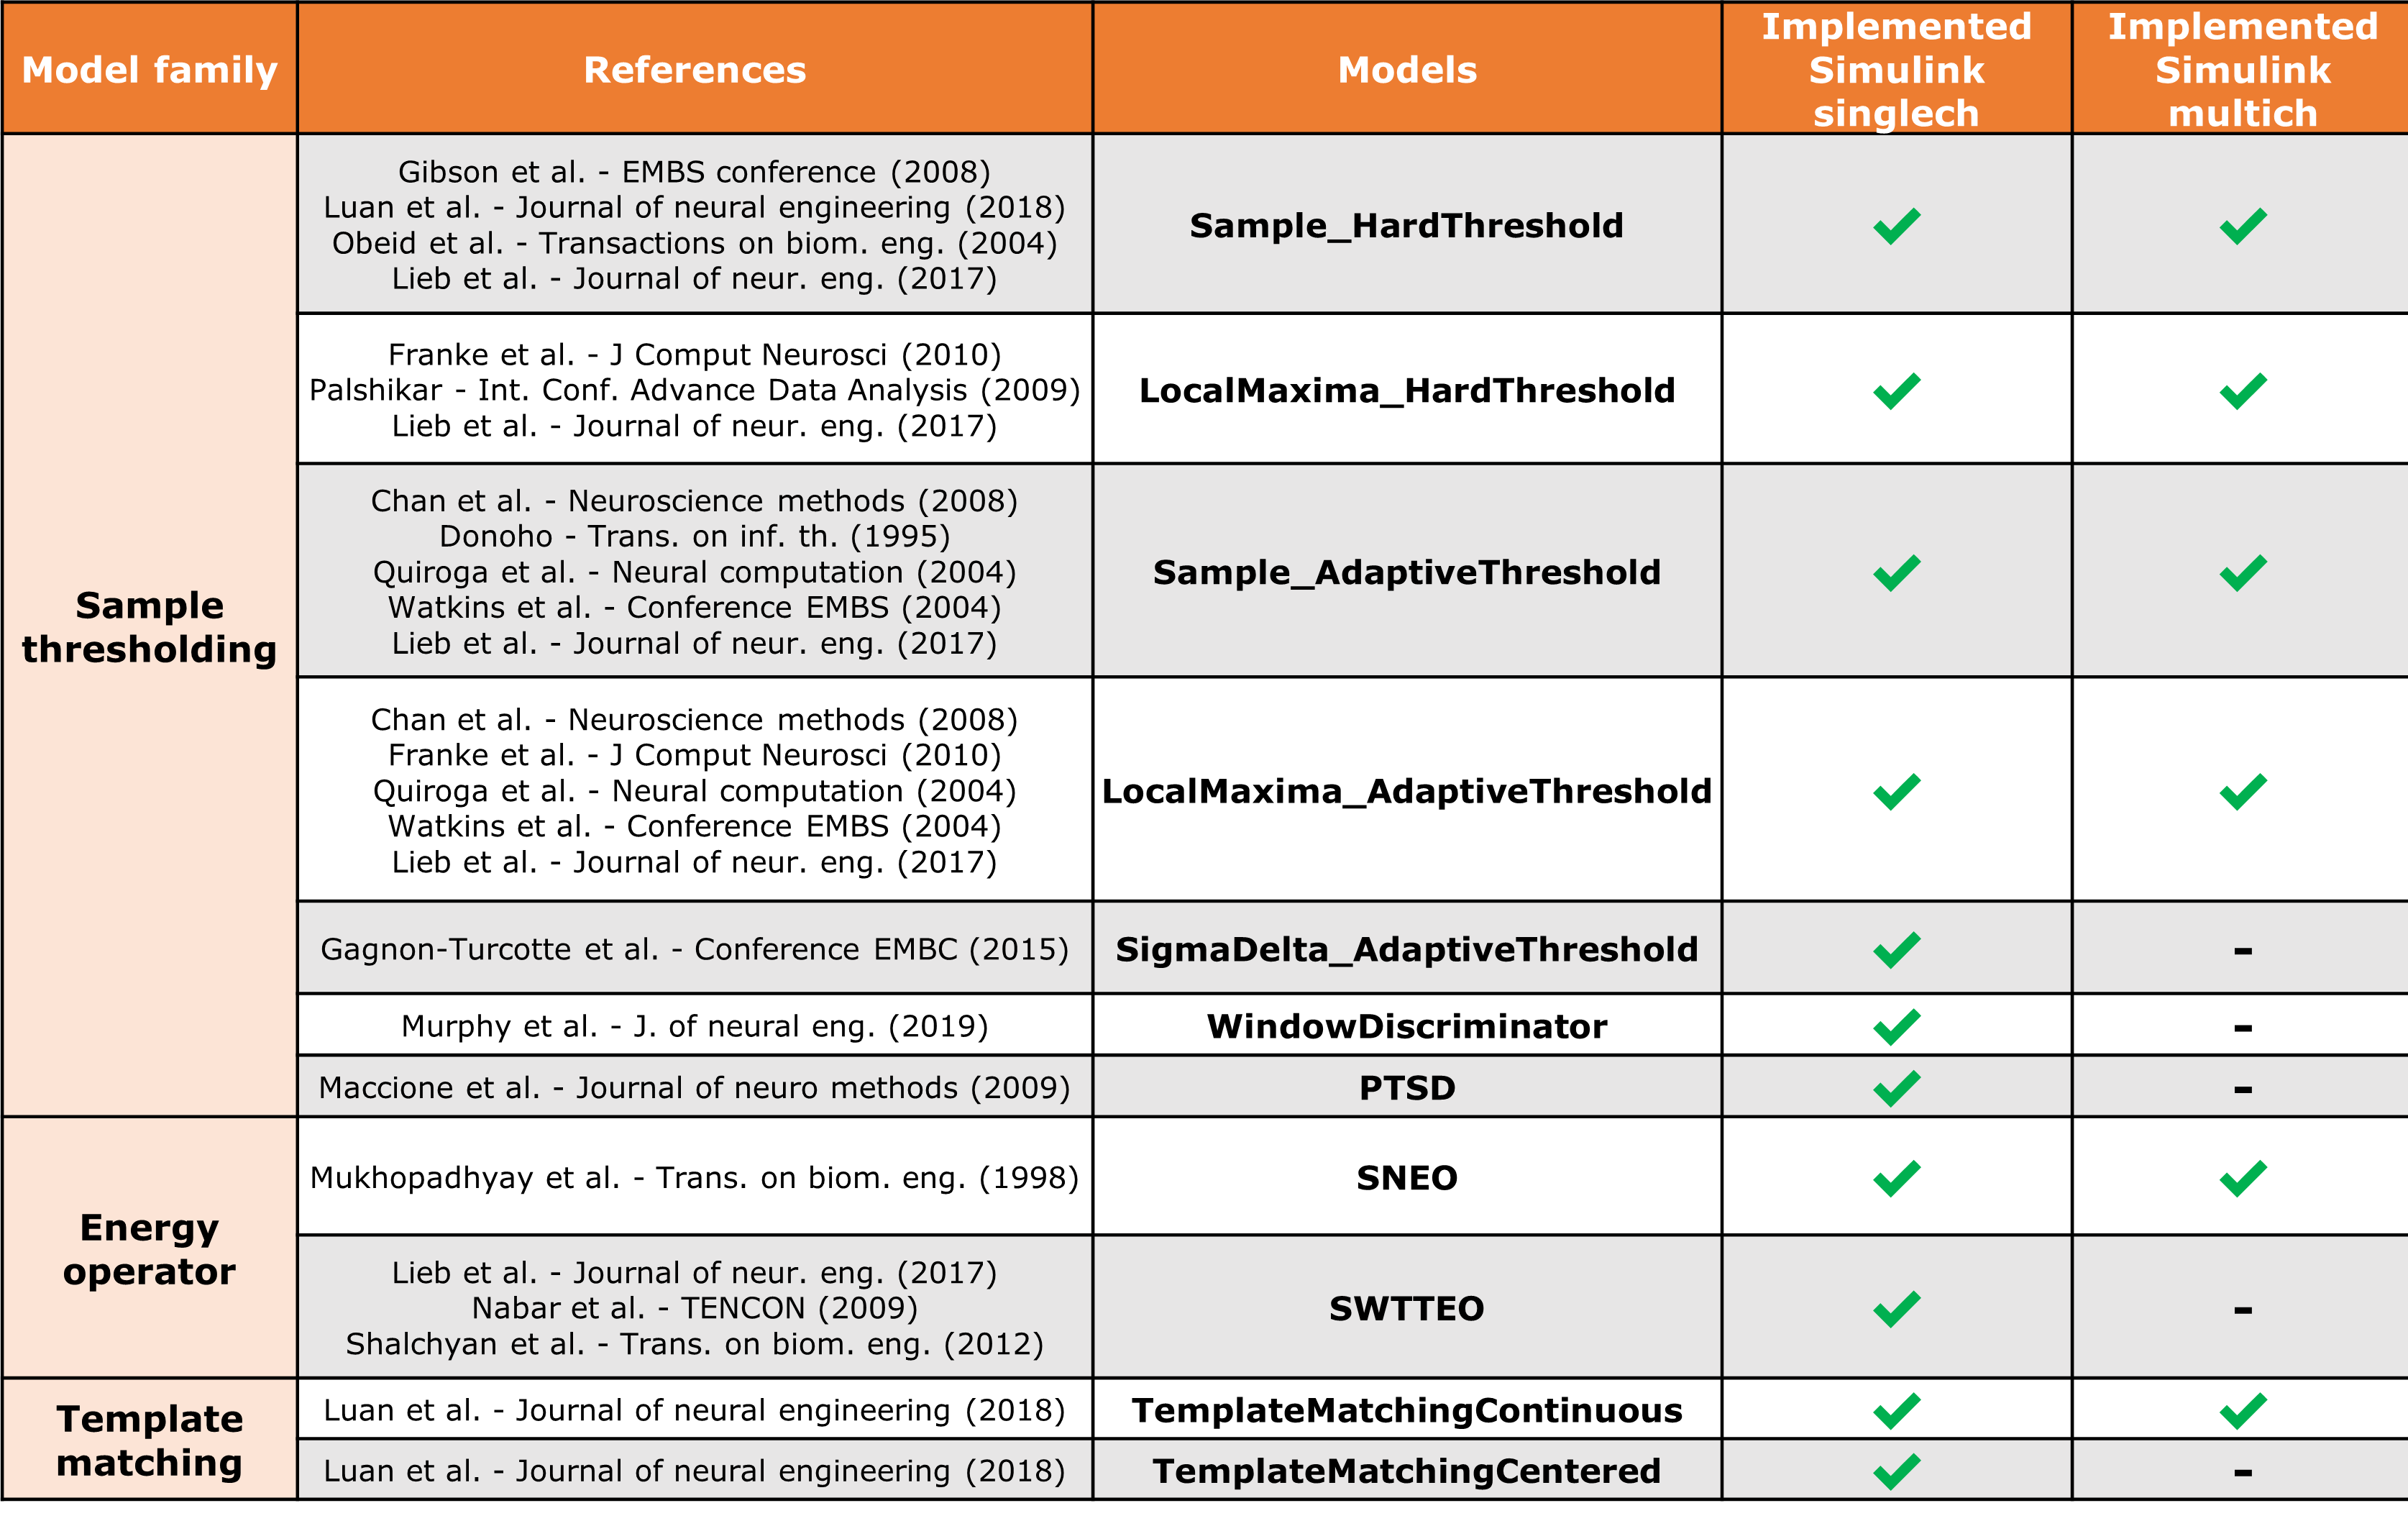 Model family
References
Models
Implemented
Simulink
singlech
Implemented
Simulink
multich
Sample
thresholding
Gibson et al. - EMBS conference (2008)
Luan et al. - Journal of neural engineering (2018)
Obeid et al. - Transactions on biom. eng. (2004)
Lieb et al. - Journal of neur. eng. (2017)
Sample_HardThreshold
Franke et al. - J Comput Neurosci (2010)
Palshikar - Int. Conf. Advance Data Analysis (2009)
Lieb et al. - Journal of neur. eng. (2017)
LocalMaxima_HardThreshold
Chan et al. - Neuroscience methods (2008)
Donoho - Trans. on inf. th. (1995)
Quiroga et al. - Neural computation (2004)
Watkins et al. - Conference EMBS (2004)
Lieb et al. - Journal of neur. eng. (2017)
Sample_AdaptiveThreshold
Chan et al. - Neuroscience methods (2008)
Franke et al. - J Comput Neurosci (2010)
Quiroga et al. - Neural computation (2004)
Watkins et al. - Conference EMBS (2004)
Lieb et al. - Journal of neur. eng. (2017)
LocalMaxima_AdaptiveThreshold
Gagnon-Turcotte et al. - Conference EMBC (2015)
SigmaDelta_AdaptiveThreshold
-
Murphy et al. - J. of neural eng. (2019)
WindowDiscriminator
-
Maccione et al. - Journal of neuro methods (2009)
PTSD
-
Energy
operator
Mukhopadhyay et al. - Trans. on biom. eng. (1998)
SNEO
Lieb et al. - Journal of neur. eng. (2017)
Nabar et al. - TENCON (2009)
Shalchyan et al. - Trans. on biom. eng. (2012)
SWTTEO
-
Template
matching
Luan et al. - Journal of neural engineering (2018)
TemplateMatchingContinuous
Luan et al. - Journal of neural engineering (2018)
TemplateMatchingCentered
-